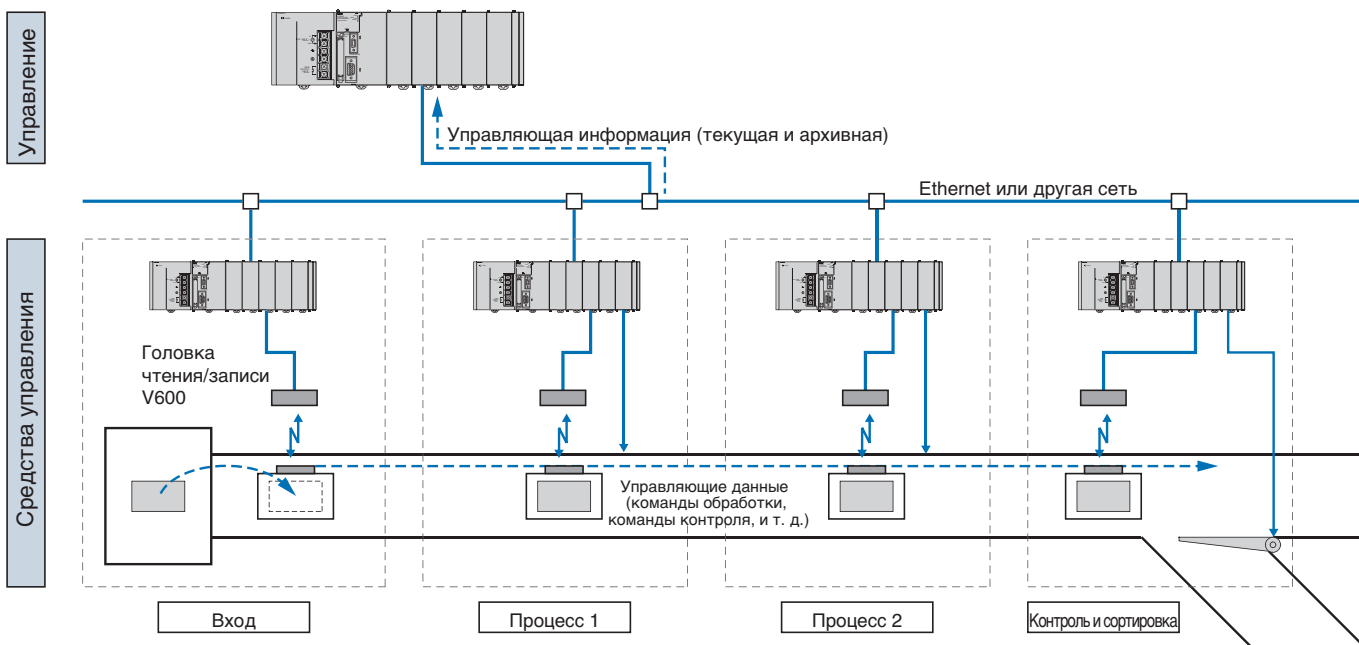 Управление
Управляющая информация (текущая и архивная)
Ethernet или другая сеть
Средства управления
Головка
чтения/записи
V600
Управляющие данные
(команды обработки,
команды контроля, и т. д.)
Вход
Процесс 1
Процесс 2
Контроль и сортировка